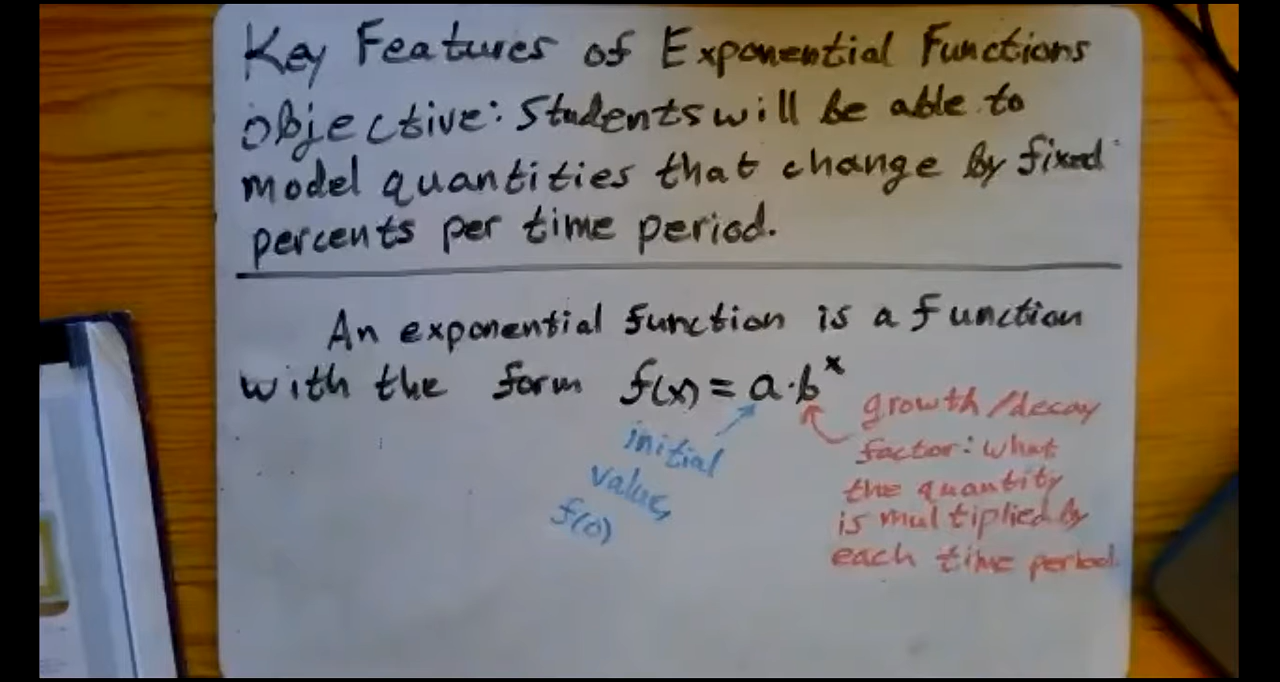 Key Features of Exponential Functions
objective: Students will be able to
model quantities that change by fixed
percents per time period.
An exponential function is a function
with the form f(x) = a·bˣ
initial
value,
f(0)
growth/decay
factor: what
the quantity
is multiplied by
each time period.